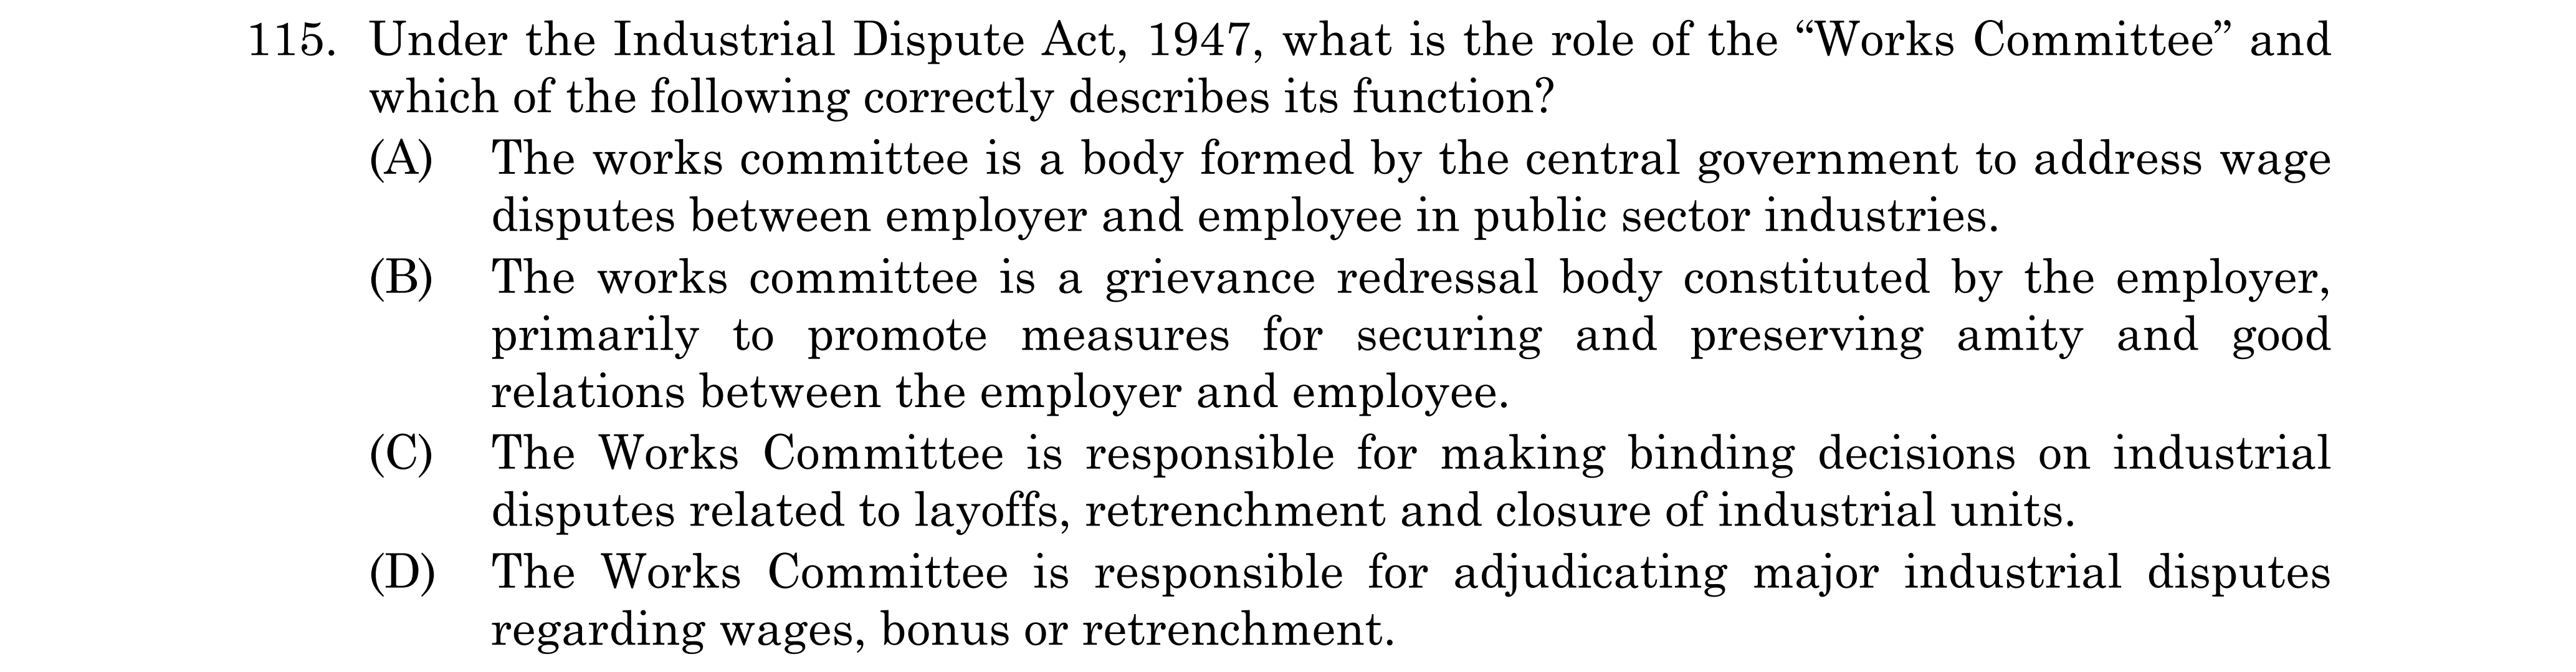 115. Under the Industrial Dispute Act, 1947, what is the role of the “Works Committee” and
which of the following correctly describes its function?
(A) The works committee is a body formed by the central government to address wage
disputes between employer and employee in public sector industries.
(B) The works committee is a grievance redressal body constituted by the employer,
primarily to promote measures for securing and preserving amity and good
relations between the employer and employee.
(C) The Works Committee is responsible for making binding decisions on industrial
disputes related to layoffs, retrenchment and closure of industrial units.
(D) The Works Committee is responsible for adjudicating major industrial disputes
regarding wages, bonus or retrenchment.